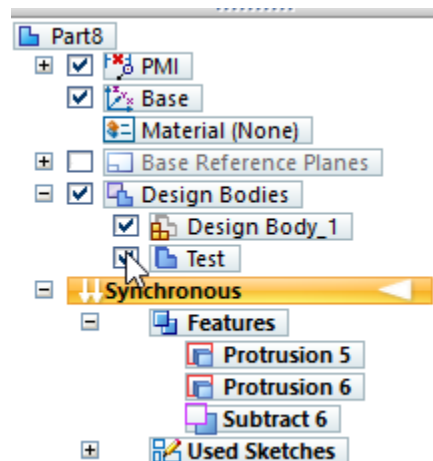 Part8
PMI
Base
Material (None)
Base Reference Planes
Design Bodies
Design Body_1
Test
Synchronous
Features
Protrusion 5
Protrusion 6
Subtract 6
Used Sketches